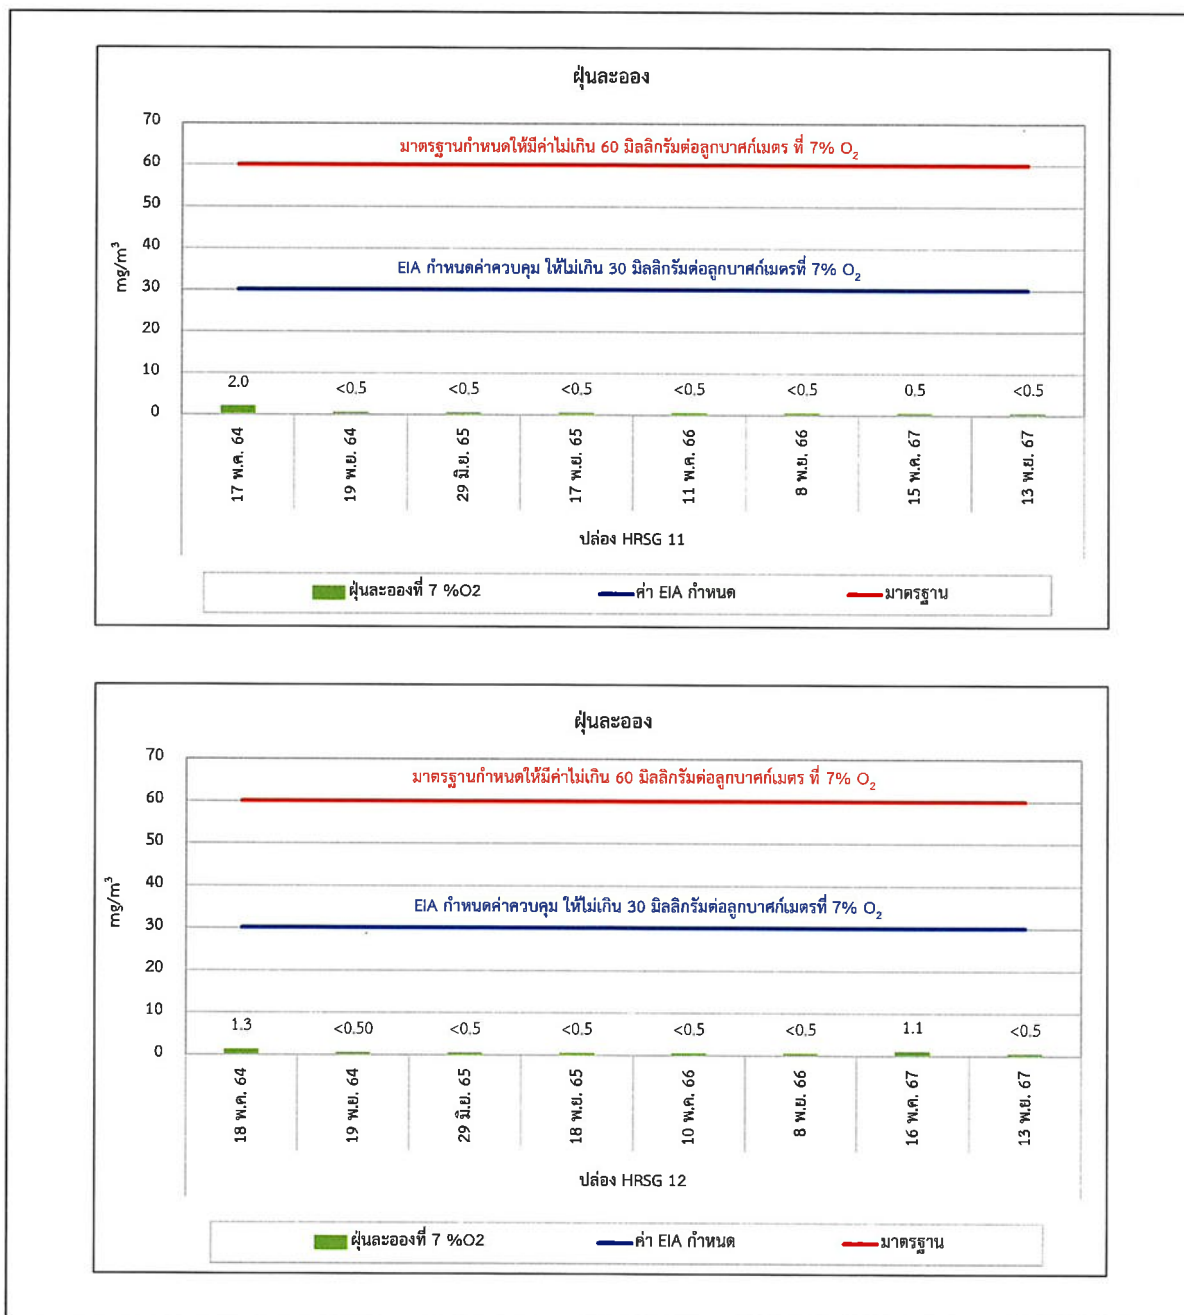 ฝุ่นละออง
70
มาตรฐานกำหนดให้มีค่าไม่เกิน 60 มิลลิกรัมต่อลูกบาศก์เมตร ที่ 7% O₂
60
50
40
mg/m³
EIA กำหนดค่าควบคุม ให้ไม่เกิน 30 มิลลิกรัมต่อลูกบาศก์เมตรที่ 7% O₂
30
20
10
2.0 <0.5 <0.5 <0.5 <0.5 <0.5 0.5 <0.5
0
17 พ.ค. 64 19 พ.ย. 64 29 มิ.ย. 65 17 พ.ย. 65 11 พ.ค. 66 8 พ.ย. 66 15 พ.ค. 67 13 พ.ย. 67
ปล่อง HRSG 11
ฝุ่นละอองที่ 7 %O2 ค่า EIA กำหนด มาตรฐาน
ฝุ่นละออง
70
มาตรฐานกำหนดให้มีค่าไม่เกิน 60 มิลลิกรัมต่อลูกบาศก์เมตร ที่ 7% O₂
60
50
40
mg/m³
EIA กำหนดค่าควบคุม ให้ไม่เกิน 30 มิลลิกรัมต่อลูกบาศก์เมตรที่ 7% O₂
30
20
10
1.3 <0.50 <0.5 <0.5 <0.5 <0.5 1.1 <0.5
0
18 พ.ค. 64 19 พ.ย. 64 29 มิ.ย. 65 18 พ.ย. 65 10 พ.ค. 66 8 พ.ย. 66 16 พ.ค. 67 13 พ.ย. 67
ปล่อง HRSG 12
ฝุ่นละอองที่ 7 %O2 ค่า EIA กำหนด มาตรฐาน